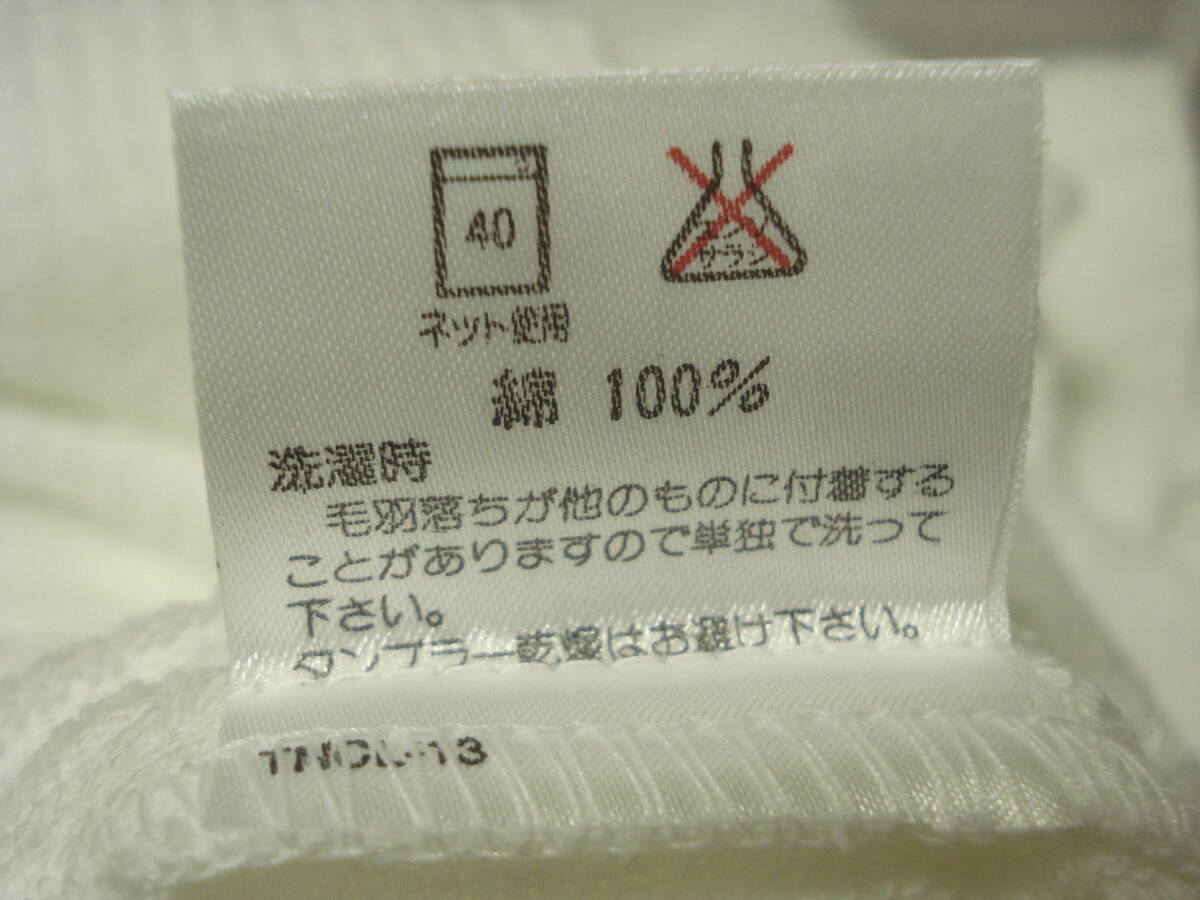 40
エンソ
サラシ
ネット使用
綿 100%
洗濯時
毛羽落ちが他のものに付着する
ことがありますので単独で洗って
下さい。
タンブラー乾燥はお避け下さい。